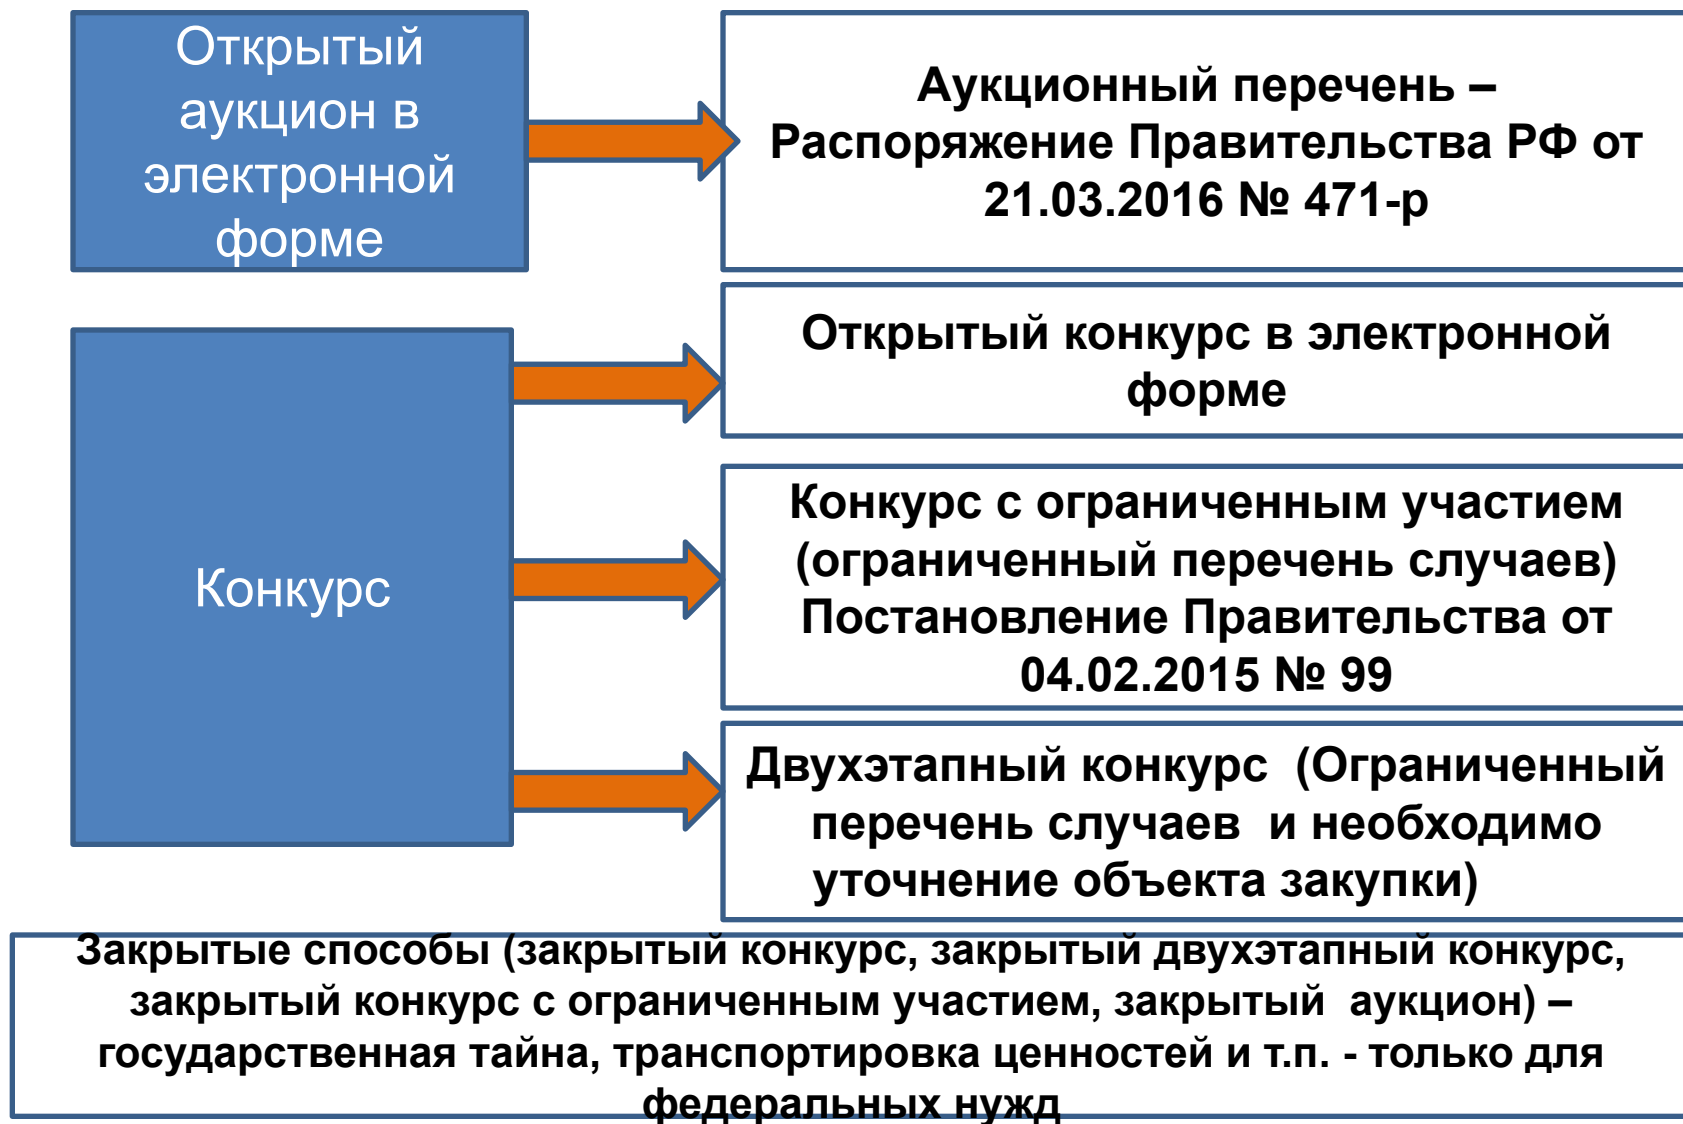 Открытый
аукцион в
электронной
форме
Аукционный перечень –
Распоряжение Правительства РФ от
21.03.2016 № 471-р
Конкурс
Открытый конкурс в электронной
форме
Конкурс с ограниченным участием
(ограниченный перечень случаев)
Постановление Правительства от
04.02.2015 № 99
Двухэтапный конкурс (Ограниченный
перечень случаев и необходимо
уточнение объекта закупки)
Закрытые способы (закрытый конкурс, закрытый двухэтапный конкурс,
закрытый конкурс с ограниченным участием, закрытый аукцион) –
государственная тайна, транспортировка ценностей и т.п. - только для
федеральных нужд